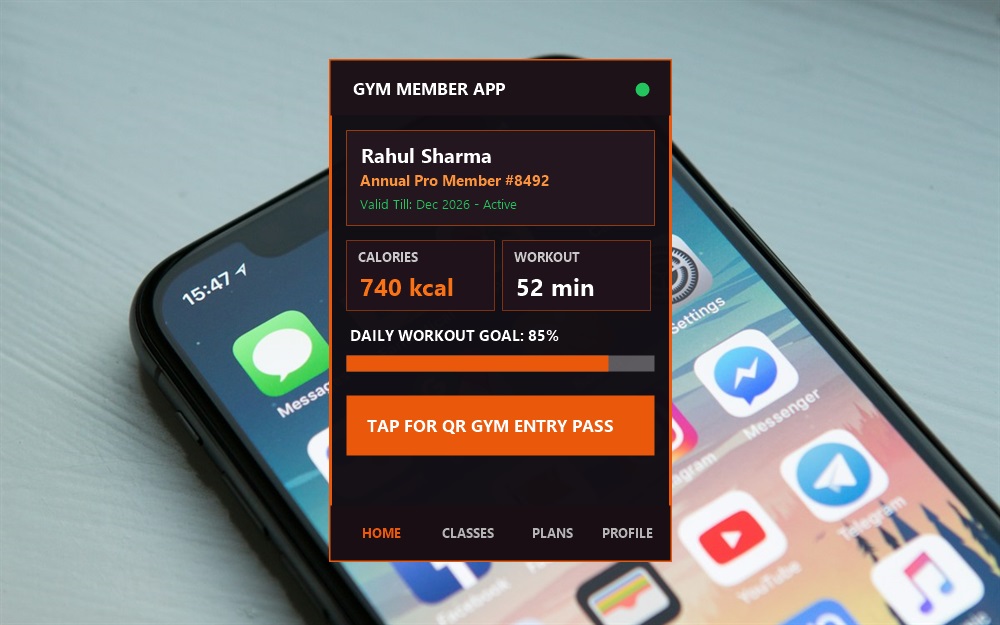 GYM MEMBER APP
Rahul Sharma
Annual Pro Member #8492
Valid Till: Dec 2026 - Active
CALORIES
WORKOUT
740 kcal
52 min
DAILY WORKOUT GOAL: 85%
TAP FOR QR GYM ENTRY PASS
HOME
CLASSES
PLANS
PROFILE
15:47
Settings
Messenger
Telegram
YouTube
Facebook